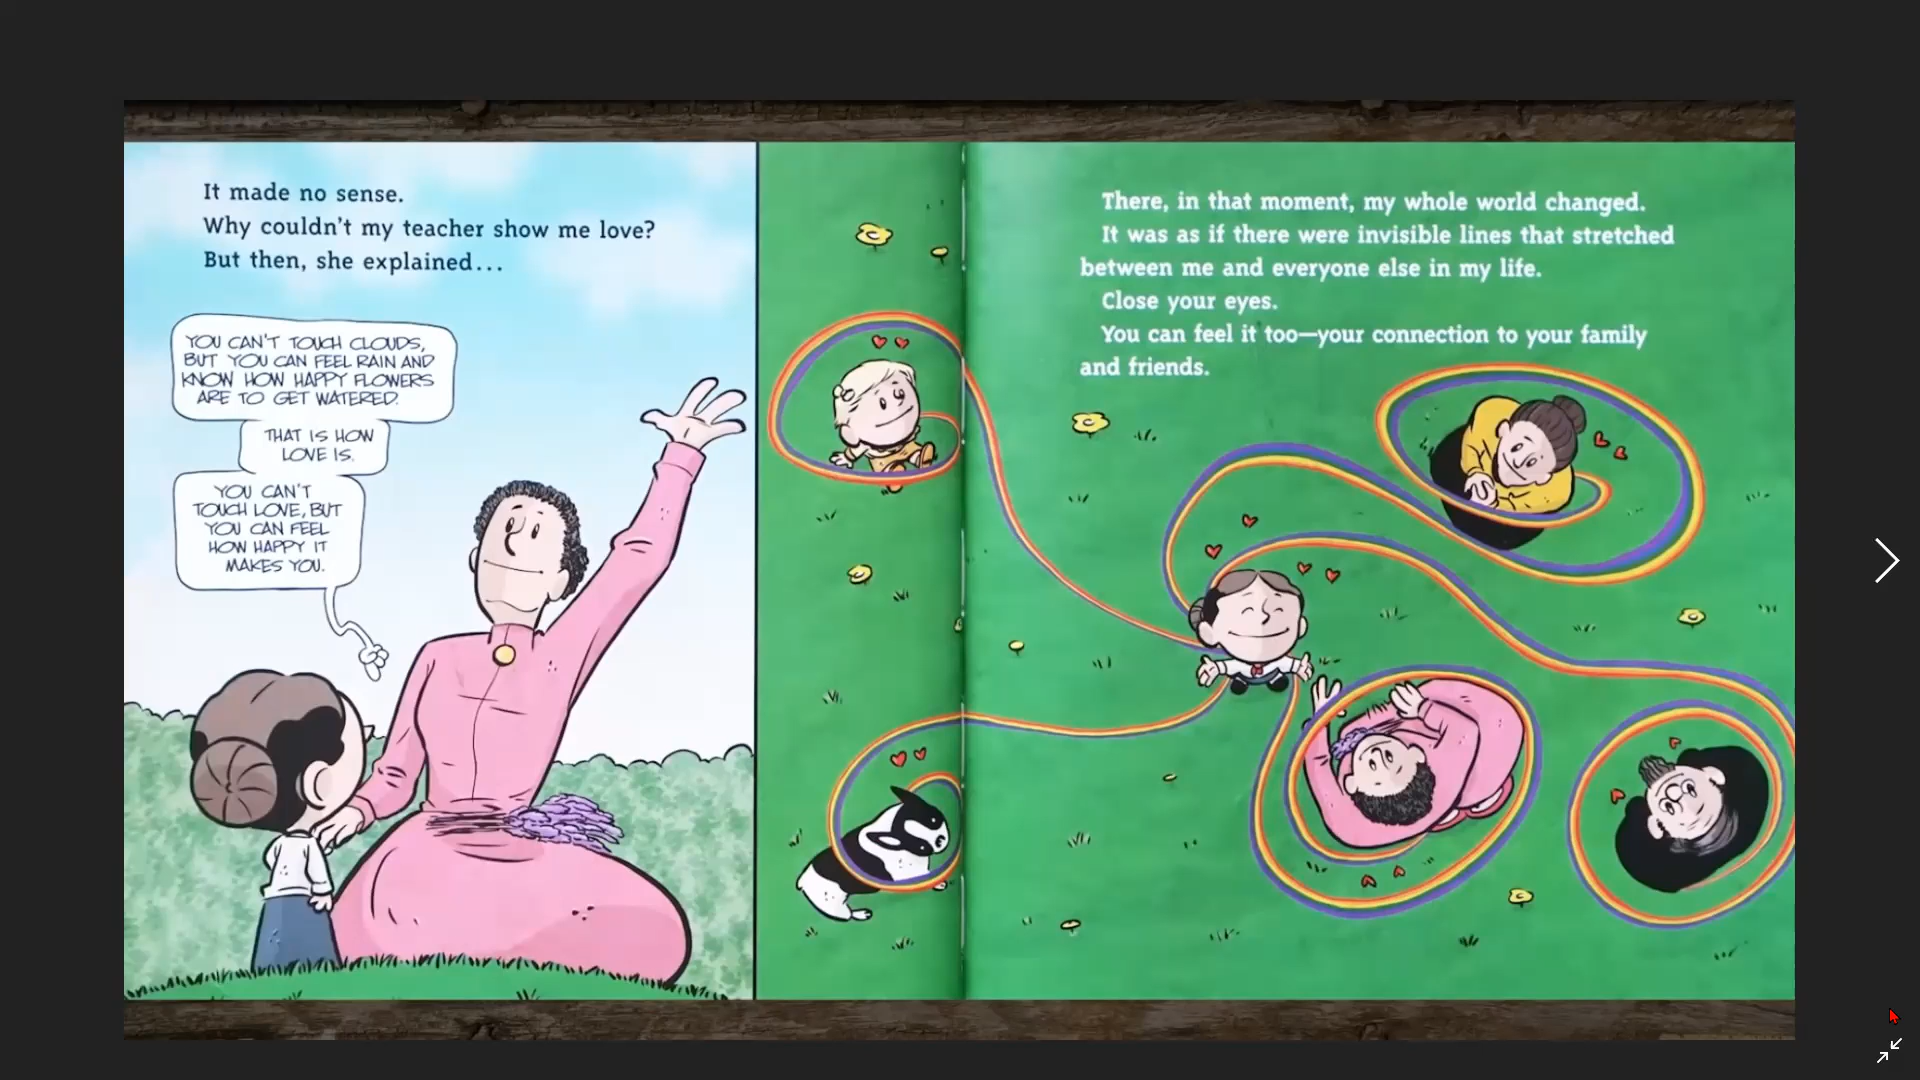 It made no sense.
Why couldn't my teacher show me love?
But then, she explained...
YOU CAN'T TOUCH CLOUDS,
BUT YOU CAN FEEL RAIN AND
KNOW HOW HAPPY FLOWERS
ARE TO GET WATERED.
THAT IS HOW
LOVE IS.
YOU CAN'T
TOUCH LOVE, BUT
YOU CAN FEEL
HOW HAPPY IT
MAKES YOU.
There, in that moment, my whole world changed.
It was as if there were invisible lines that stretched
between me and everyone else in my life.
Close your eyes.
You can feel it too—your connection to your family
and friends.